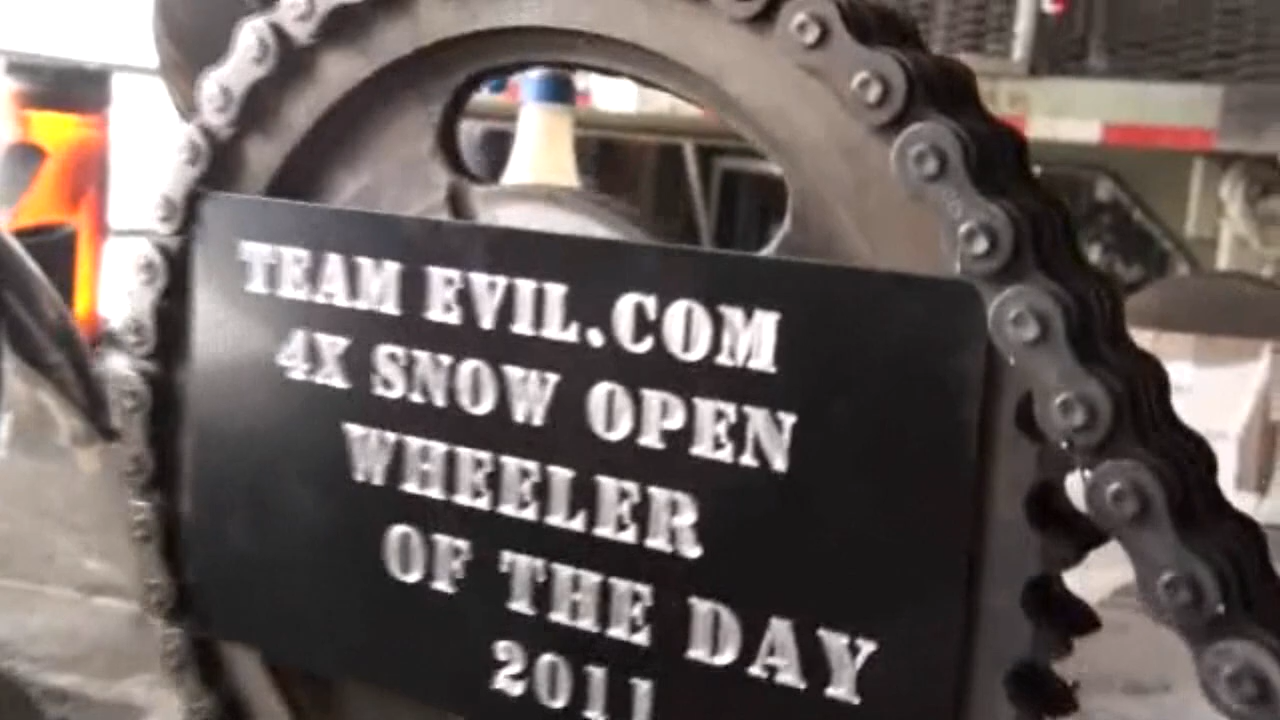 TEAM EVIL.COM
4X SNOW OPEN
WHEELER
OF THE DAY
2011